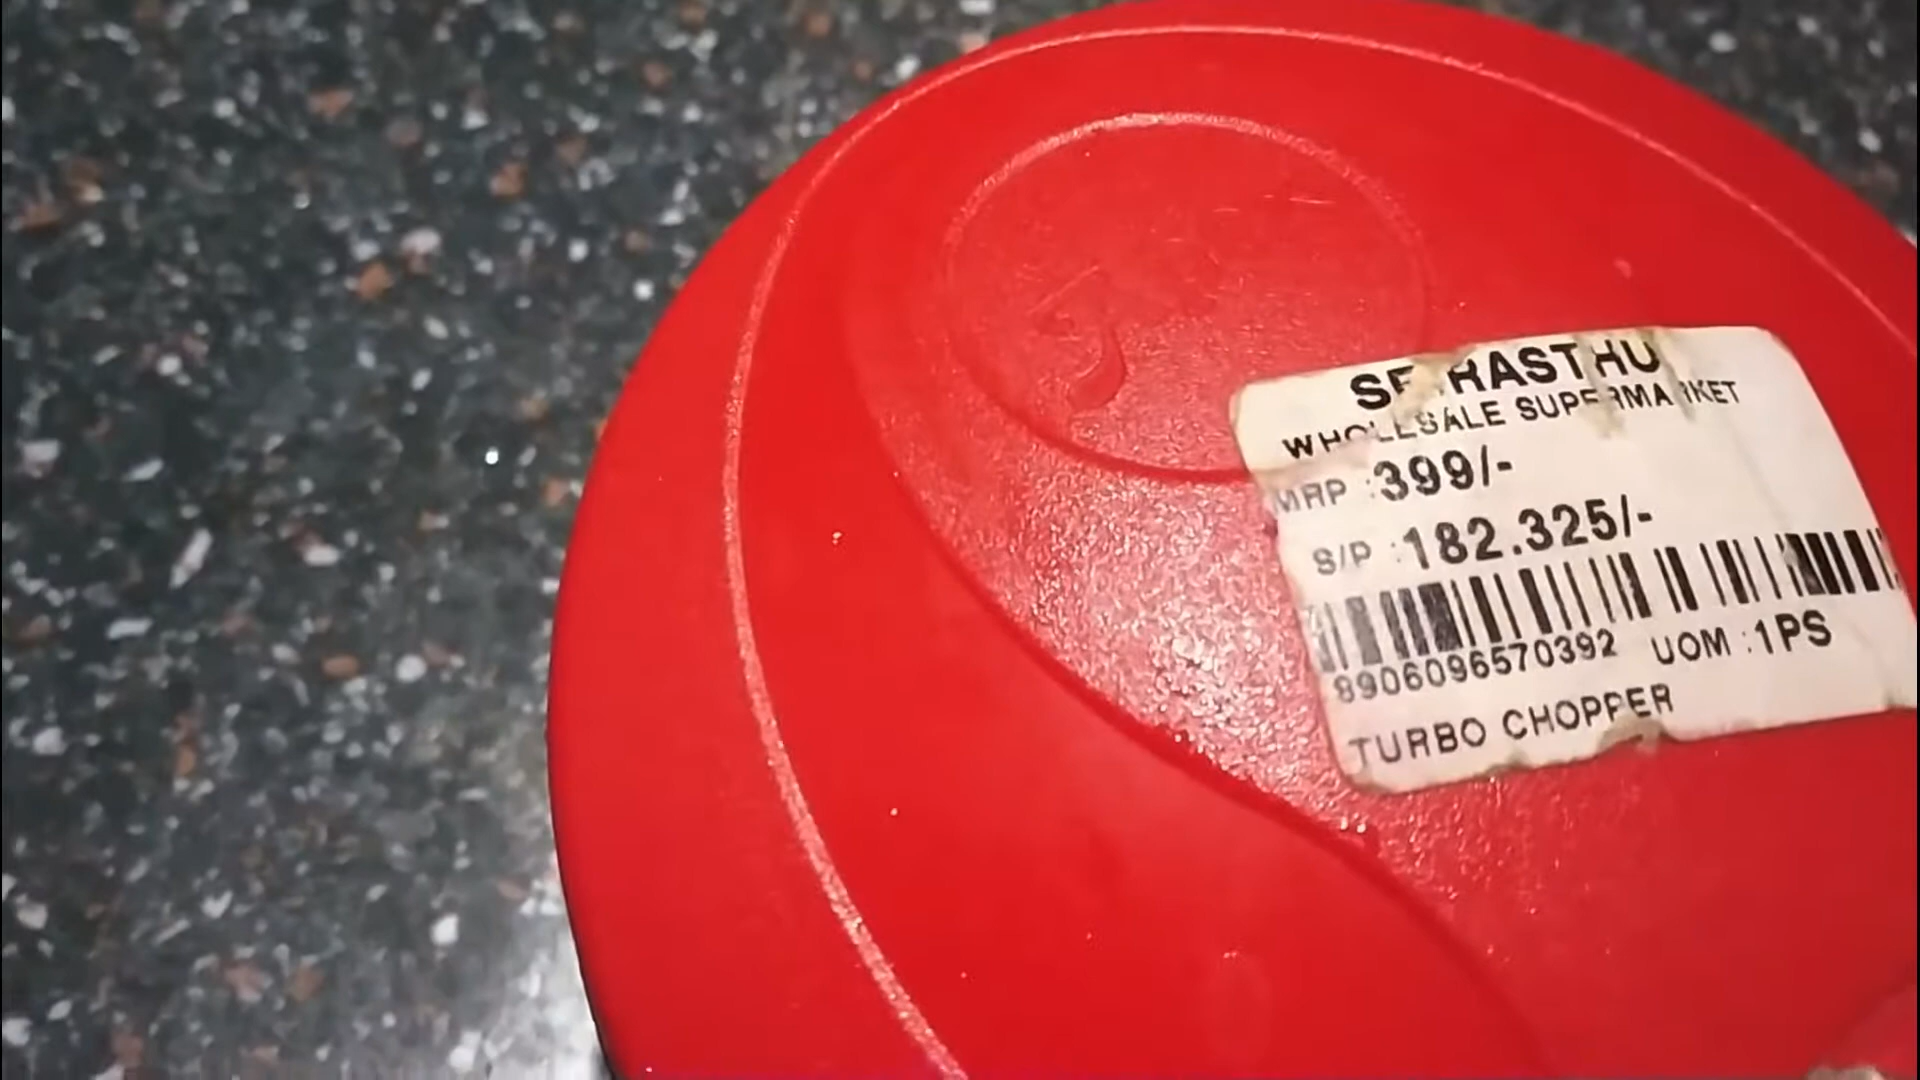 WHOLESALE SUPERMARKET
MRP :399/-
S/P :182.325/-
8906096570392 UOM :1PS
TURBO CHOPPER